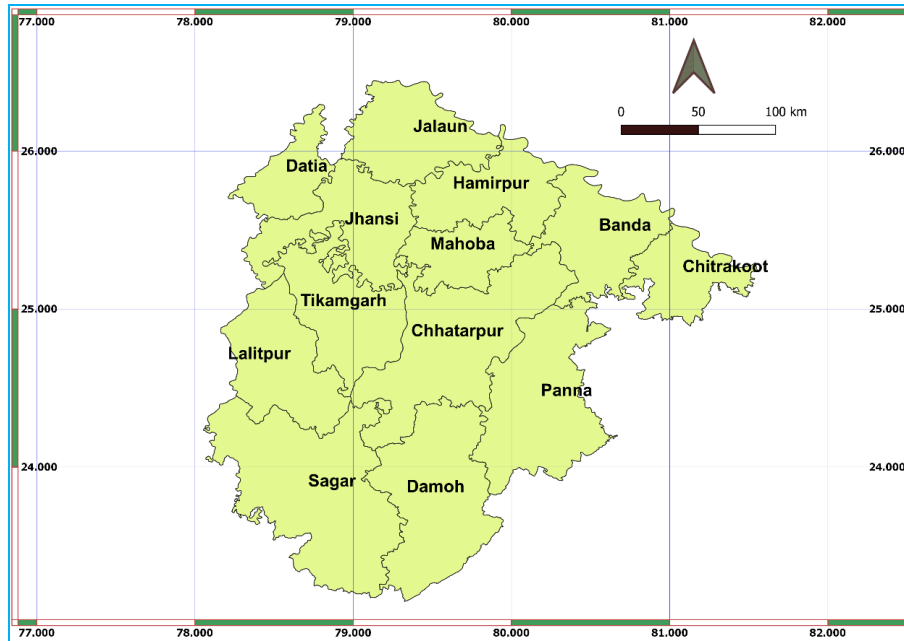 77.000 78.000 79.000 80.000 81.000 82.000
0 50 100 km
Jalaun
26.000 26.000
Datia
Hamirpur
Jhansi
Banda
Mahoba
Chitrakoot
Tikamgarh
25.000 25.000
Chhatarpur
Lalitpur
Panna
24.000 24.000
Sagar
Damoh
77.000 78.000 79.000 80.000 81.000 82.000